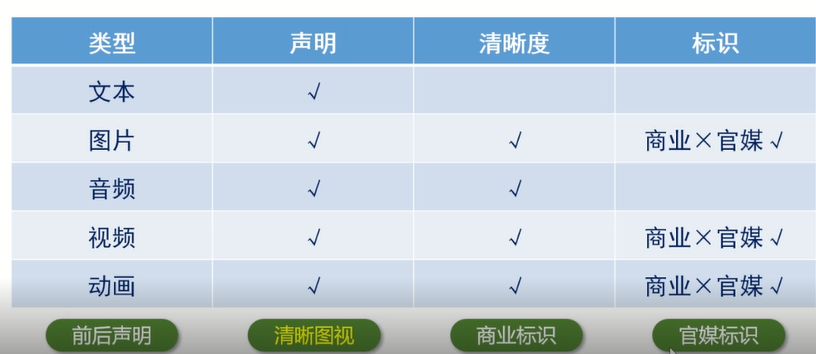 类型 声明 清晰度 标识
文本 √
图片 √ √ 商业×官媒√
音频 √ √
视频 √ √ 商业×官媒√
动画 √ √ 商业×官媒√
前后声明 清晰图视 商业标识 官媒标识